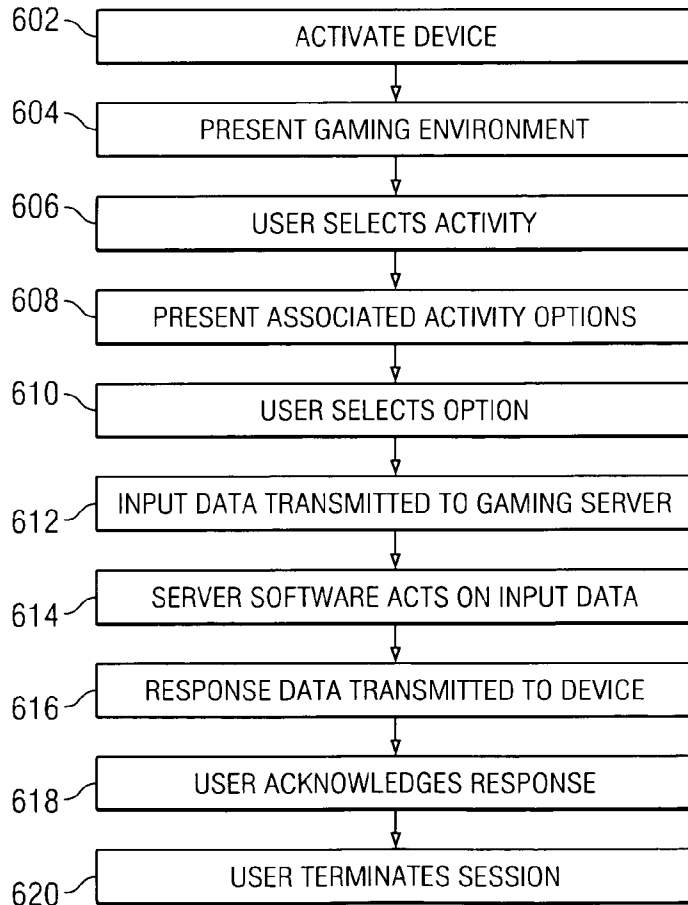 602 ACTIVATE DEVICE
604 PRESENT GAMING ENVIRONMENT
606 USER SELECTS ACTIVITY
608 PRESENT ASSOCIATED ACTIVITY OPTIONS
610 USER SELECTS OPTION
612 INPUT DATA TRANSMITTED TO GAMING SERVER
614 SERVER SOFTWARE ACTS ON INPUT DATA
616 RESPONSE DATA TRANSMITTED TO DEVICE
618 USER ACKNOWLEDGES RESPONSE
620 USER TERMINATES SESSION